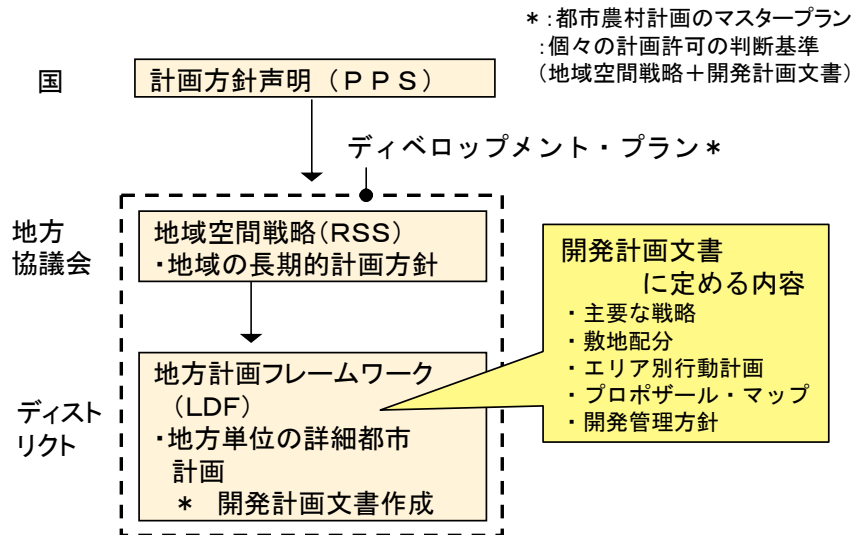 ＊：都市農村計画のマスタープラン
：個々の計画許可の判断基準
（地域空間戦略＋開発計画文書）
国
計画方針声明（ＰＰＳ）
ディベロップメント・プラン＊
地方
協議会
地域空間戦略(RSS)
・地域の長期的計画方針
ディスト
リクト
地方計画フレームワーク
（LDF）
・地方単位の詳細都市
計画
＊ 開発計画文書作成
開発計画文書
に定める内容
・主要な戦略
・敷地配分
・エリア別行動計画
・プロポザール・マップ
・開発管理方針